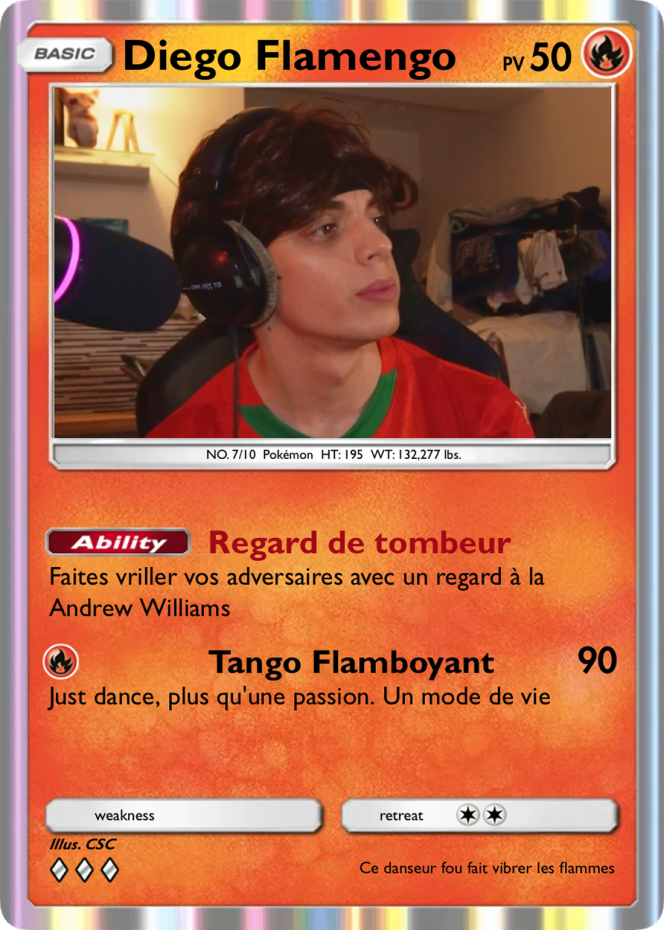 BASIC Diego Flamengo PV 50
NO. 7/10 Pokémon HT: 195 WT: 132,277 lbs.
Ability Regard de tombeur
Faites vriller vos adversaires avec un regard à la
Andrew Williams
Tango Flamboyant 90
Just dance, plus qu'une passion. Un mode de vie
weakness retreat
Illus. CSC
Ce danseur fou fait vibrer les flammes